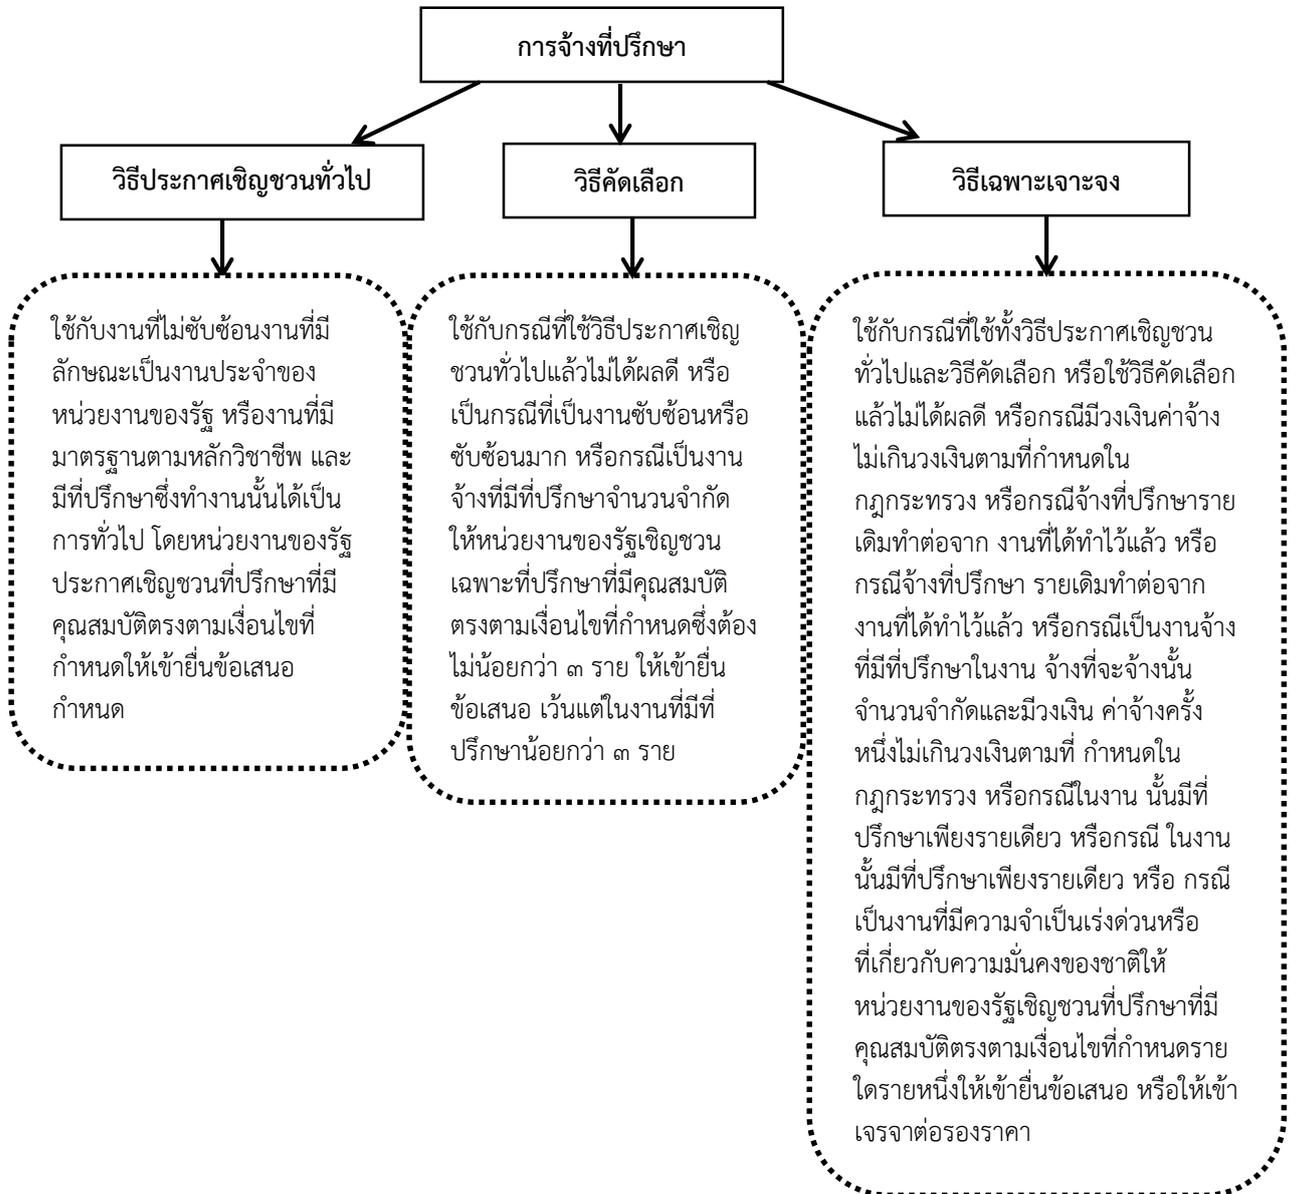 การจ้างที่ปรึกษา
วิธีประกาศเชิญชวนทั่วไป
วิธีคัดเลือก
วิธีเฉพาะเจาะจง
ใช้กับงานที่ไม่ซับซ้อนงานที่มี
ลักษณะเป็นงานประจำของ
หน่วยงานของรัฐ หรืองานที่มี
มาตรฐานตามหลักวิชาชีพ และ
มีที่ปรึกษาซึ่งทำงานนั้นได้เป็น
การทั่วไป โดยหน่วยงานของรัฐ
ประกาศเชิญชวนที่ปรึกษาที่มี
คุณสมบัติตรงตามเงื่อนไขที่
กำหนดให้เข้ายื่นข้อเสนอ
กำหนด
ใช้กับกรณีที่ใช้วิธีประกาศเชิญ
ชวนทั่วไปแล้วไม่ได้ผลดี หรือ
เป็นกรณีที่เป็นงานซับซ้อนหรือ
ซับซ้อนมาก หรือกรณีเป็นงาน
จ้างที่มีที่ปรึกษาจำนวนจำกัด
ให้หน่วยงานของรัฐเชิญชวน
เฉพาะที่ปรึกษาที่มีคุณสมบัติ
ตรงตามเงื่อนไขที่กำหนดซึ่งต้อง
ไม่น้อยกว่า ๓ ราย ให้เข้ายื่น
ข้อเสนอ เว้นแต่ในงานที่มีที่
ปรึกษาน้อยกว่า ๓ ราย
ใช้กับกรณีที่ใช้ทั้งวิธีประกาศเชิญชวน
ทั่วไปและวิธีคัดเลือก หรือใช้วิธีคัดเลือก
แล้วไม่ได้ผลดี หรือกรณีมีวงเงินค่าจ้าง
ไม่เกินวงเงินตามที่กำหนดใน
กฎกระทรวง หรือกรณีจ้างที่ปรึกษาราย
เดิมทำต่อจาก งานที่ได้ทำไว้แล้ว หรือ
กรณีจ้างที่ปรึกษา รายเดิมทำต่อจาก
งานที่ได้ทำไว้แล้ว หรือกรณีเป็นงานจ้าง
ที่มีที่ปรึกษาในงาน จ้างที่จะจ้างนั้น
จำนวนจำกัดและมีวงเงิน ค่าจ้างครั้ง
หนึ่งไม่เกินวงเงินตามที่ กำหนดใน
กฎกระทรวง หรือกรณีในงาน นั้นมีที่
ปรึกษาเพียงรายเดียว หรือกรณี ในงาน
นั้นมีที่ปรึกษาเพียงรายเดียว หรือ กรณี
เป็นงานที่มีความจำเป็นเร่งด่วนหรือ
ที่เกี่ยวกับความมั่นคงของชาติให้
หน่วยงานของรัฐเชิญชวนที่ปรึกษาที่มี
คุณสมบัติตรงตามเงื่อนไขที่กำหนดราย
ใดรายหนึ่งให้เข้ายื่นข้อเสนอ หรือให้เข้า
เจรจาต่อรองราคา